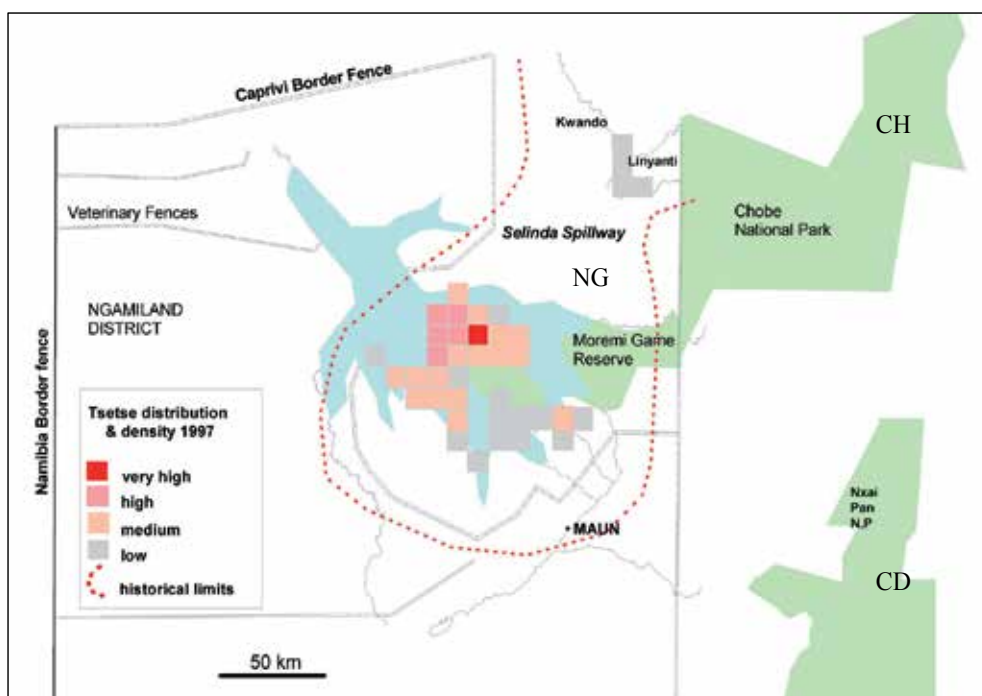 Caprivi Border Fence
CH
Kwando
Linyanti
Veterinary Fences
Chobe
National Park
Selinda Spillway
NG
NGAMILAND
DISTRICT
Moremi Game
Reserve
Namibia Border fence
Tsetse distribution
& density 1997
very high
high
medium
low
historical limits
Nxai
Pan
N.P
MAUN
CD
50 km